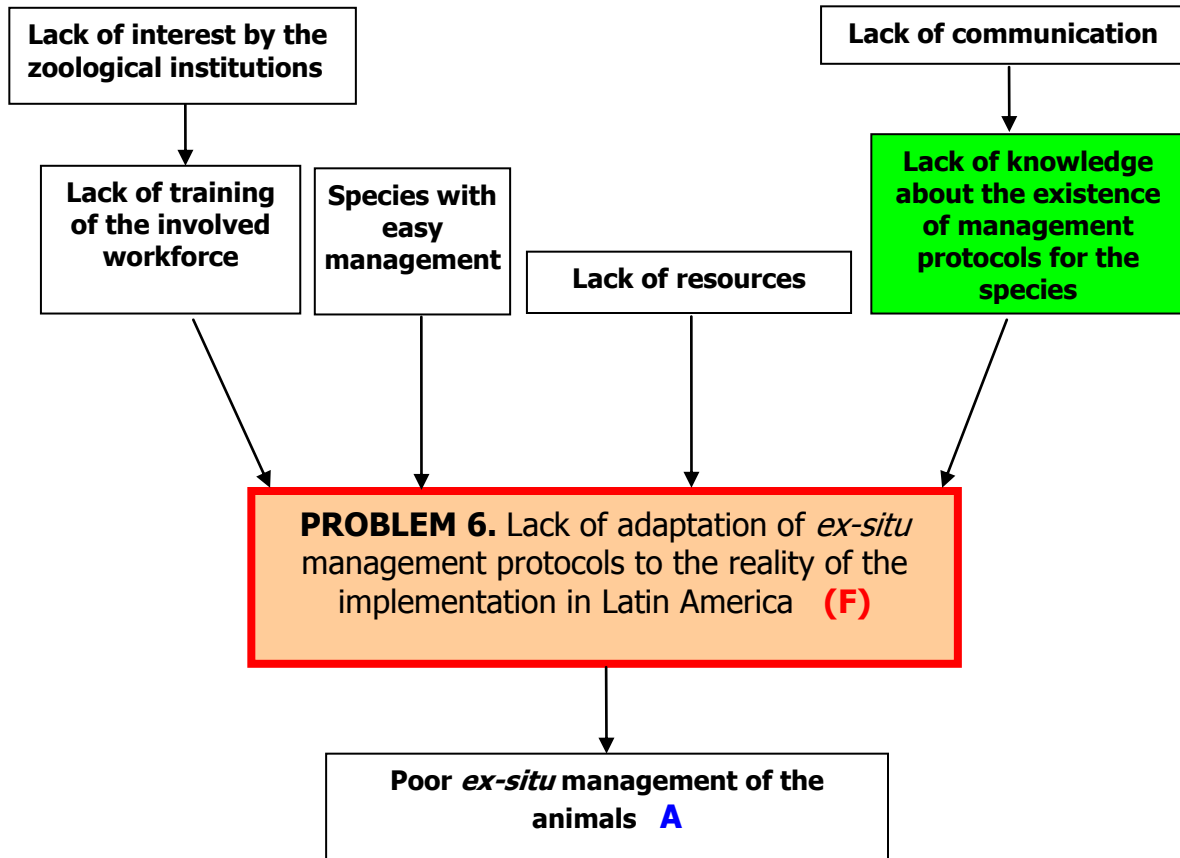 Lack of interest by the
zoological institutions
Lack of communication
Lack of training
of the involved
workforce
Species with
easy
management
Lack of resources
Lack of knowledge
about the existence
of management
protocols for the
species
PROBLEM 6. Lack of adaptation of ex-situ
management protocols to the reality of the
implementation in Latin America (F)
Poor ex-situ management of the
animals A